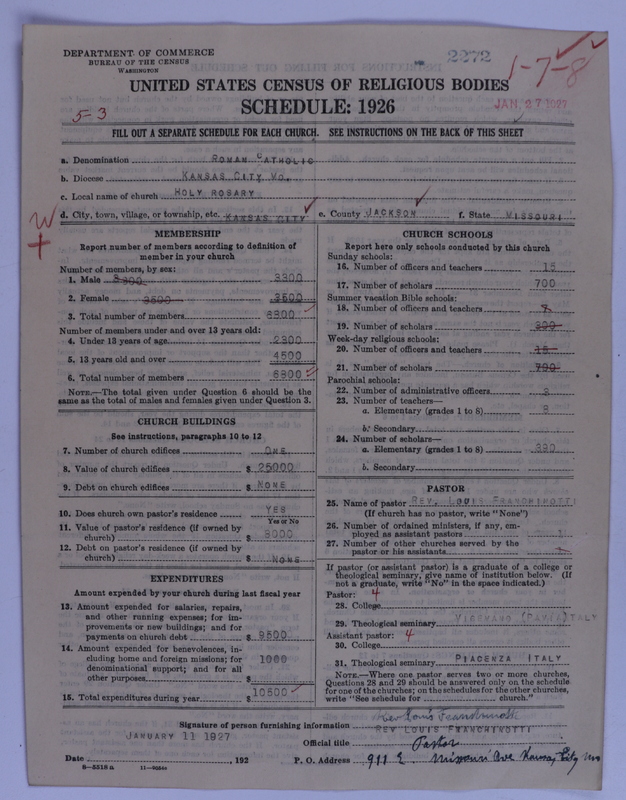 DEPARTMENT OF COMMERCE
BUREAU OF THE CENSUS
WASHINGTON
2272
1-7-8
UNITED STATES CENSUS OF RELIGIOUS BODIES
SCHEDULE: 1926
JAN 27 1927
5-3
FILL OUT A SEPARATE SCHEDULE FOR EACH CHURCH. SEE INSTRUCTIONS ON THE BACK OF THIS SHEET
a. Denomination ROMAN CATHOLIC
b. Diocese KANSAS CITY MO.
c. Local name of church HOLY ROSARY
d. City, town, village, or township, etc. KANSAS CITY e. County JACKSON f. State MISSOURI
MEMBERSHIP
Report number of members according to definition of
member in your church
Number of members, by sex:
1. Male 3300 3300
2. Female 3500 3500
3. Total number of members 6800
Number of members under and over 13 years old:
4. Under 13 years of age 2300
5. 13 years old and over 4500
6. Total number of members 6800
NOTE.—The total given under Question 6 should be the
same as the total of males and females given under Question 3.
CHURCH BUILDINGS
See instructions, paragraphs 10 to 12
7. Number of church edifices ONE
8. Value of church edifices $ 25000
9. Debt on church edifices $ NONE
10. Does church own pastor's residence YES
Yes or No
11. Value of pastor's residence (if owned by
church) $ 8000
12. Debt on pastor's residence (if owned by
church) $ NONE
EXPENDITURES
Amount expended by your church during last fiscal year
13. Amount expended for salaries, repairs,
and other running expenses; for im-
provements or new buildings; and for
payments on church debt $ 9500
14. Amount expended for benevolences, in-
cluding home and foreign missions; for
denominational support; and for all
other purposes $ 1000
15. Total expenditures during year $ 10500
CHURCH SCHOOLS
Report here only schools conducted by this church
Sunday schools:
16. Number of officers and teachers 15
17. Number of scholars 700
Summer vacation Bible schools:
18. Number of officers and teachers
19. Number of scholars
Week-day religious schools:
20. Number of officers and teachers 15
21. Number of scholars 700
Parochial schools:
22. Number of administrative officers
23. Number of teachers—
a. Elementary (grades 1 to 8) 8
b. Secondary
24. Number of scholars—
a. Elementary (grades 1 to 8)
b. Secondary
PASTOR
25. Name of pastor REV. LOUIS FRANCHINOTTI
(If church has no pastor, write "None")
26. Number of ordained ministers, if any, em-
ployed as assistant pastors 1
27. Number of other churches served by the
pastor or his assistants
If pastor (or assistant pastor) is a graduate of a college or
theological seminary, give name of institution below. (If
not a graduate, write "No" in the space indicated.)
Pastor: 4
28. College
29. Theological seminary VIGEVANO (PAVIA) ITALY
Assistant pastor: 4
30. College
31. Theological seminary PIACENZA ITALY
NOTE.—Where one pastor serves two or more churches,
Questions 28 and 29 should be answered only on the schedule
for one of the churches; on the schedules for the other churches,
write "See schedule for church."
Rev Louis Franchinotti
Signature of person furnishing information REV LOUIS FRANCHINOTTI
JANUARY 11 1927
Official title Pastor
Date , 192 P. O. Address 911 E. Missouri Ave Kansas City Mo
8—5518 a